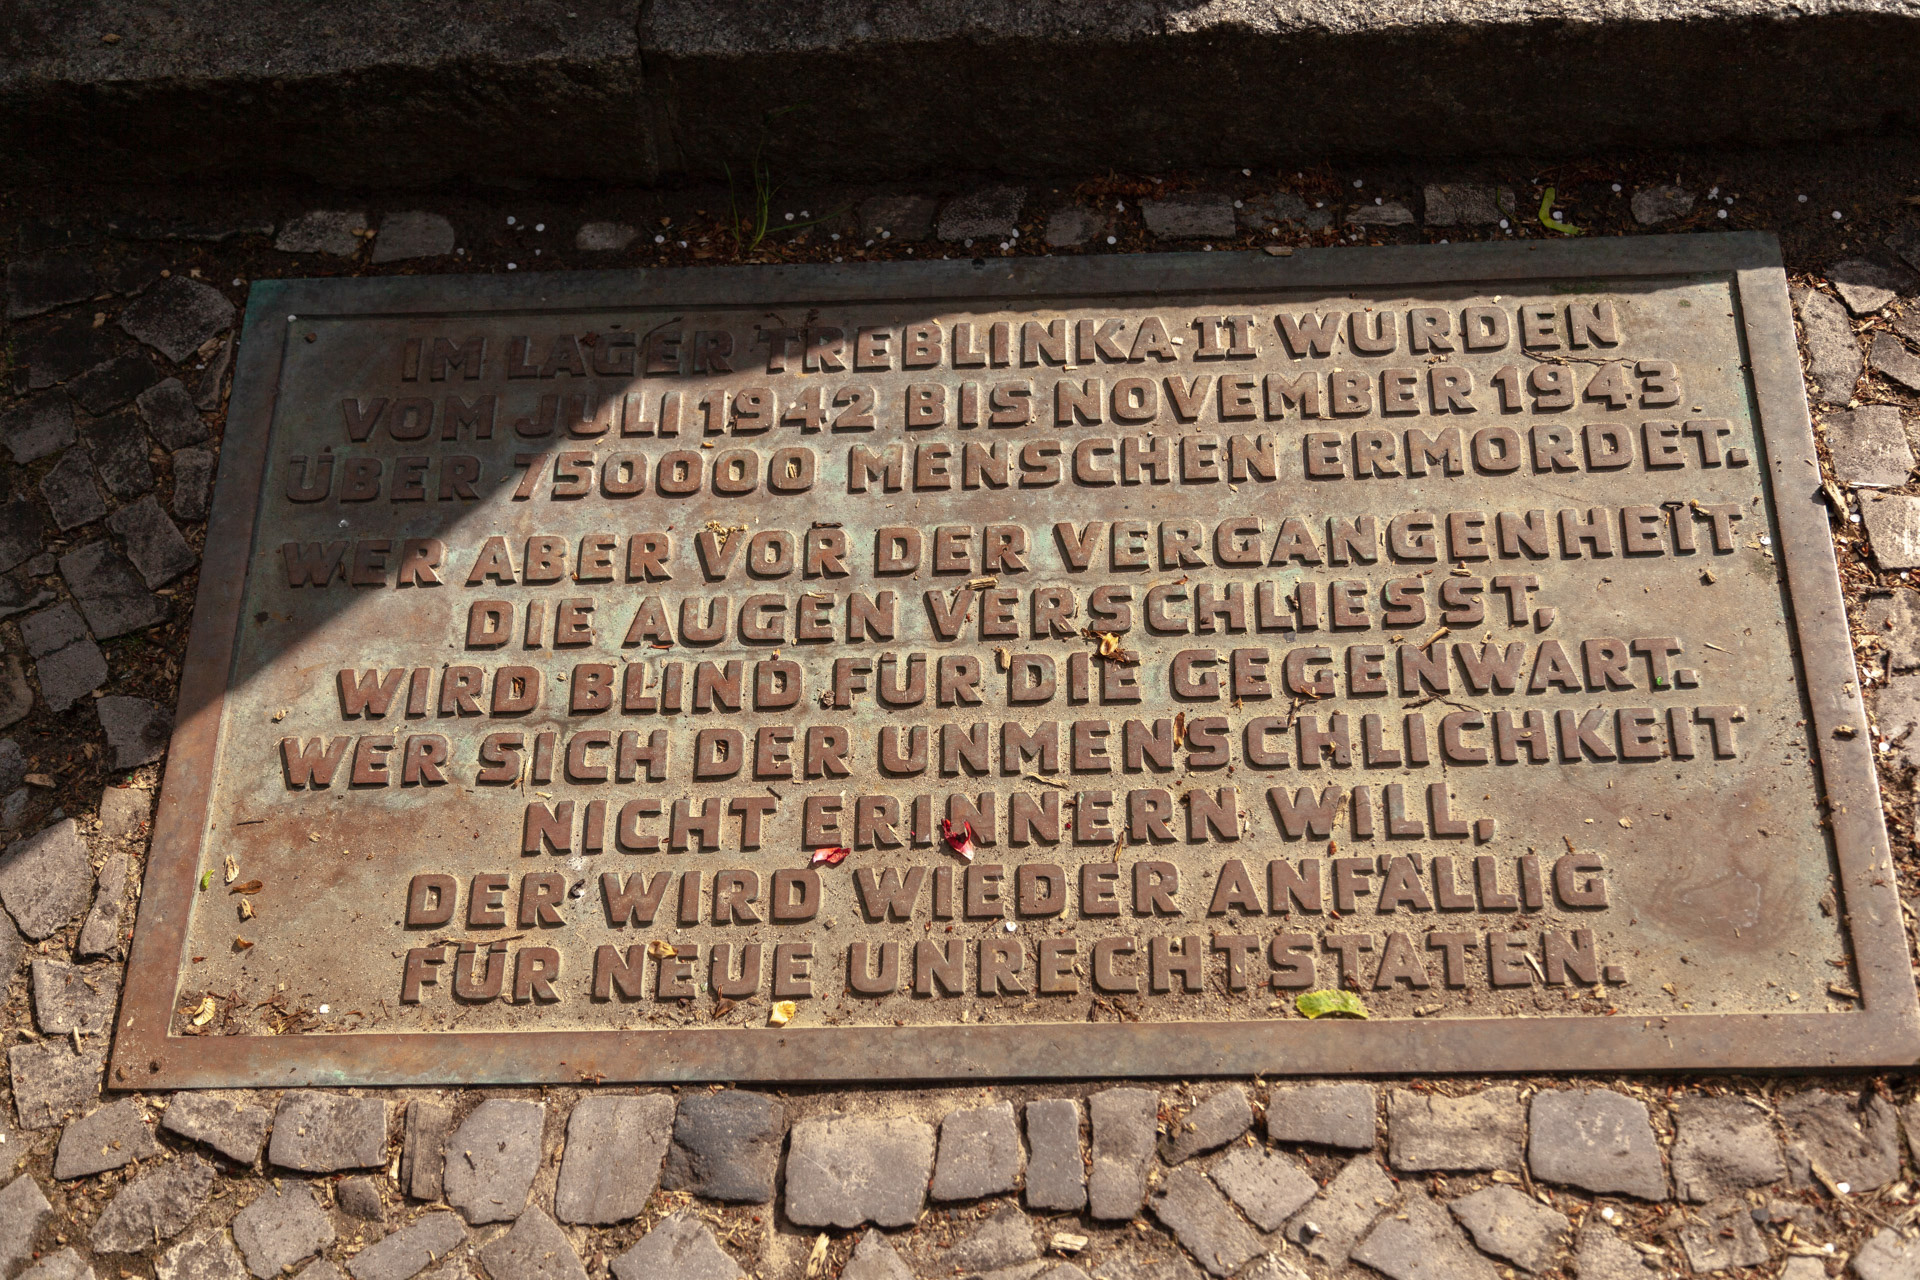 IM LAGER TREBLINKA II WURDEN
VOM JULI 1942 BIS NOVEMBER 1943
ÜBER 750000 MENSCHEN ERMORDET.
WER ABER VOR DER VERGANGENHEIT
DIE AUGEN VERSCHLIESST,
WIRD BLIND FÜR DIE GEGENWART.
WER SICH DER UNMENSCHLICHKEIT
NICHT ERINNERN WILL,
DER WIRD WIEDER ANFÄLLIG
FÜR NEUE UNRECHTSTATEN.